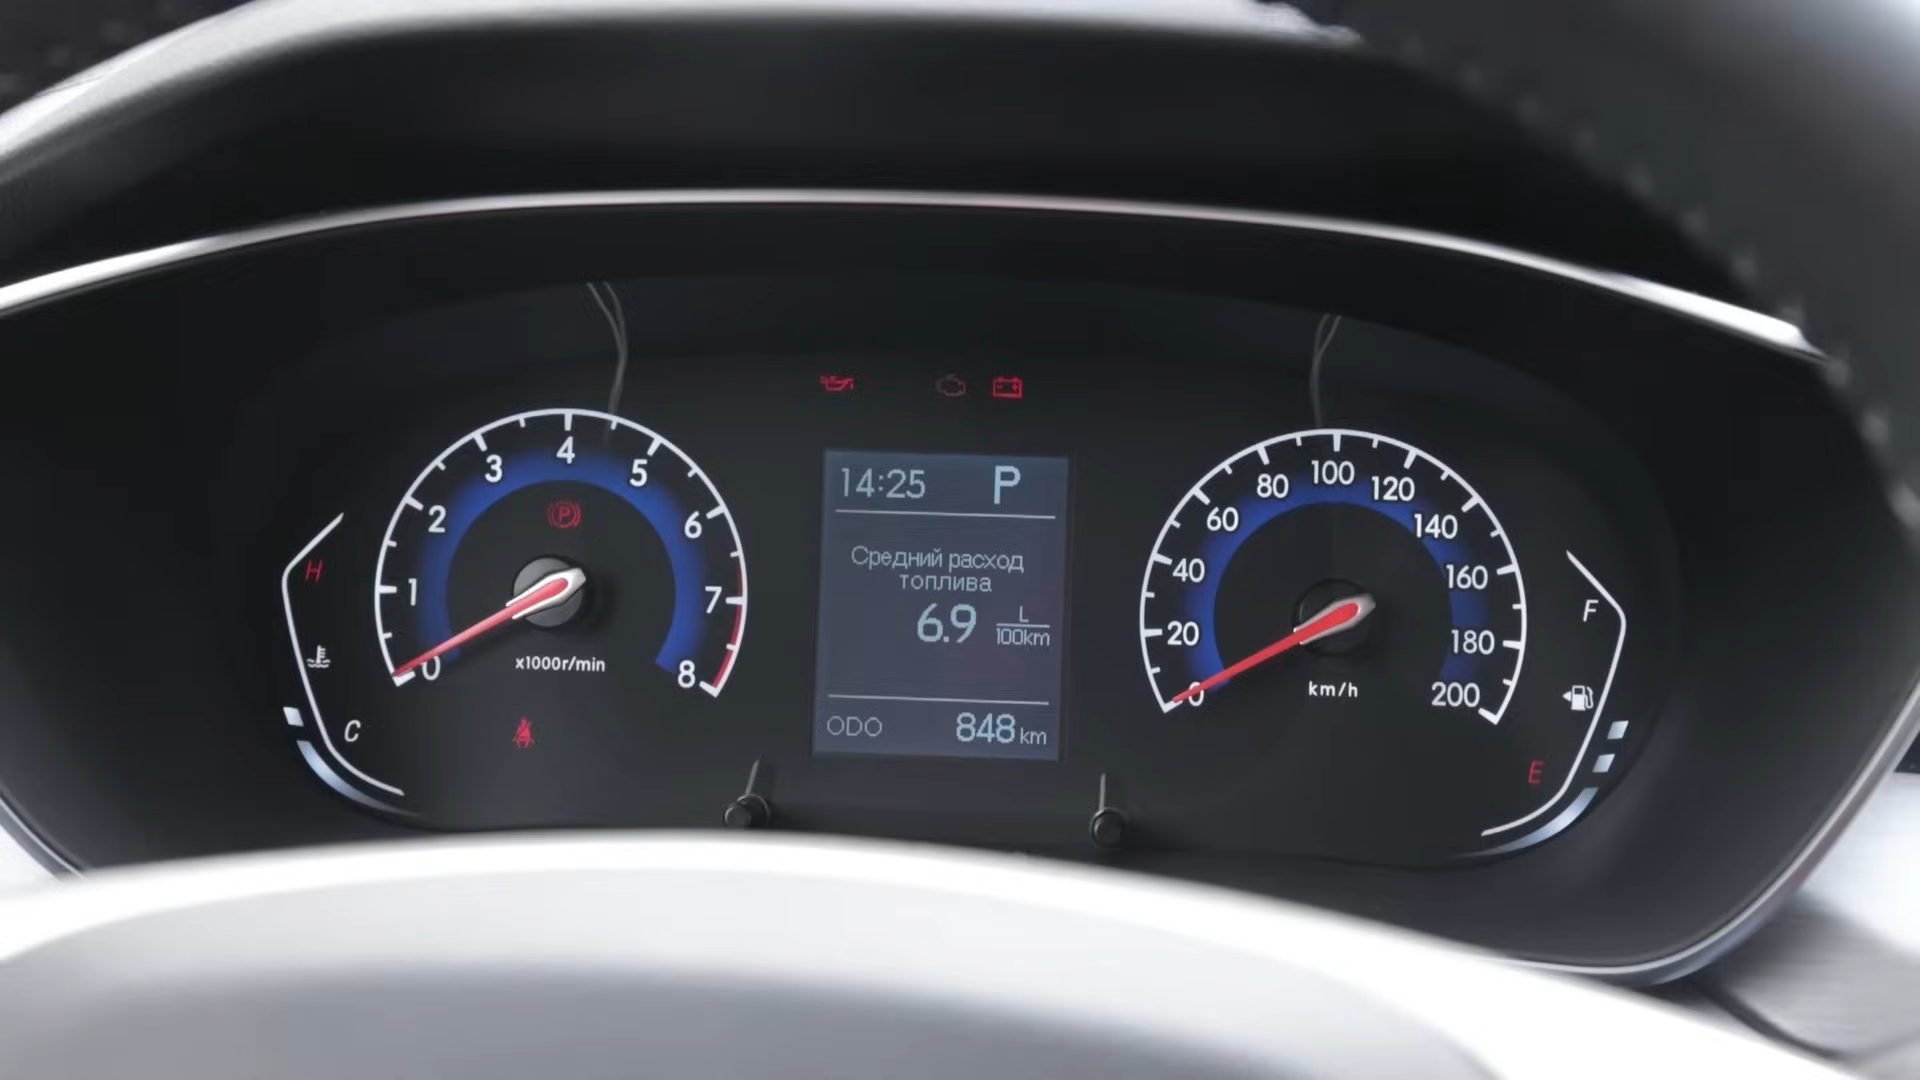 14:25 P
Средний расход
топлива
6.9 L
100km
ODO 848 km
0 1 2 3 4 5 6 7 8
x1000r/min
P
H
C
0 20 40 60 80 100 120 140 160 180 200
km/h
F
E